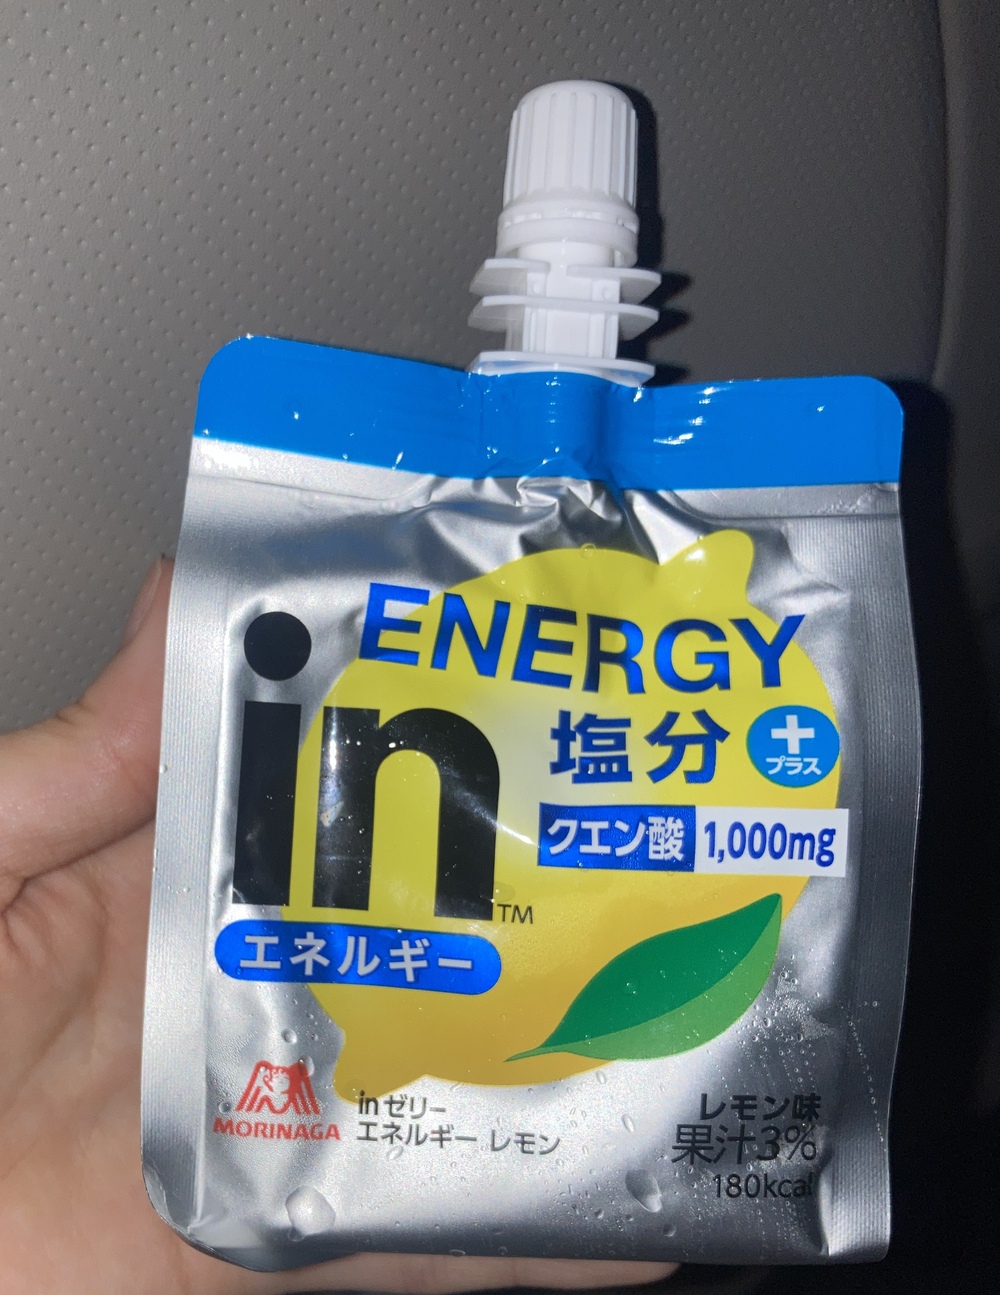 ENERGY
in
TM
塩分
プラス
クエン酸 1,000mg
エネルギー
MORINAGA
inゼリー
エネルギー レモン
レモン味
果汁3%
180kcal